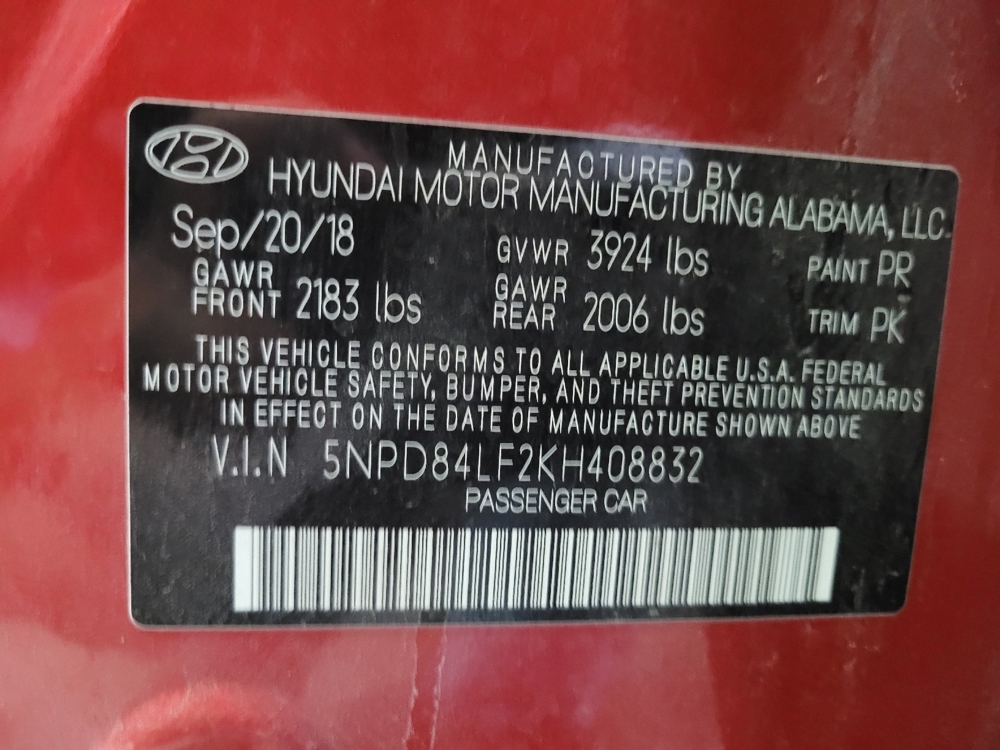 MANUFACTURED BY
HYUNDAI MOTOR MANUFACTURING ALABAMA, LLC.
Sep/20/18 GVWR 3924 lbs PAINT PR
GAWR FRONT 2183 lbs GAWR REAR 2006 lbs TRIM PK
THIS VEHICLE CONFORMS TO ALL APPLICABLE U.S.A. FEDERAL
MOTOR VEHICLE SAFETY, BUMPER, AND THEFT PREVENTION STANDARDS
IN EFFECT ON THE DATE OF MANUFACTURE SHOWN ABOVE
V.I.N 5NPD84LF2KH408832
PASSENGER CAR